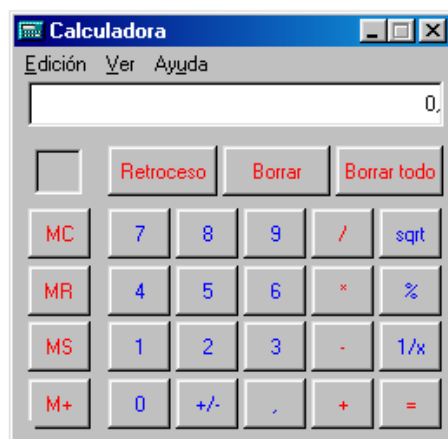 Calculadora
Edición Ver Ayuda
0,
Retroceso Borrar Borrar todo
MC 7 8 9 / sqrt
MR 4 5 6 * %
MS 1 2 3 - 1/x
M+ 0 +/- , + =